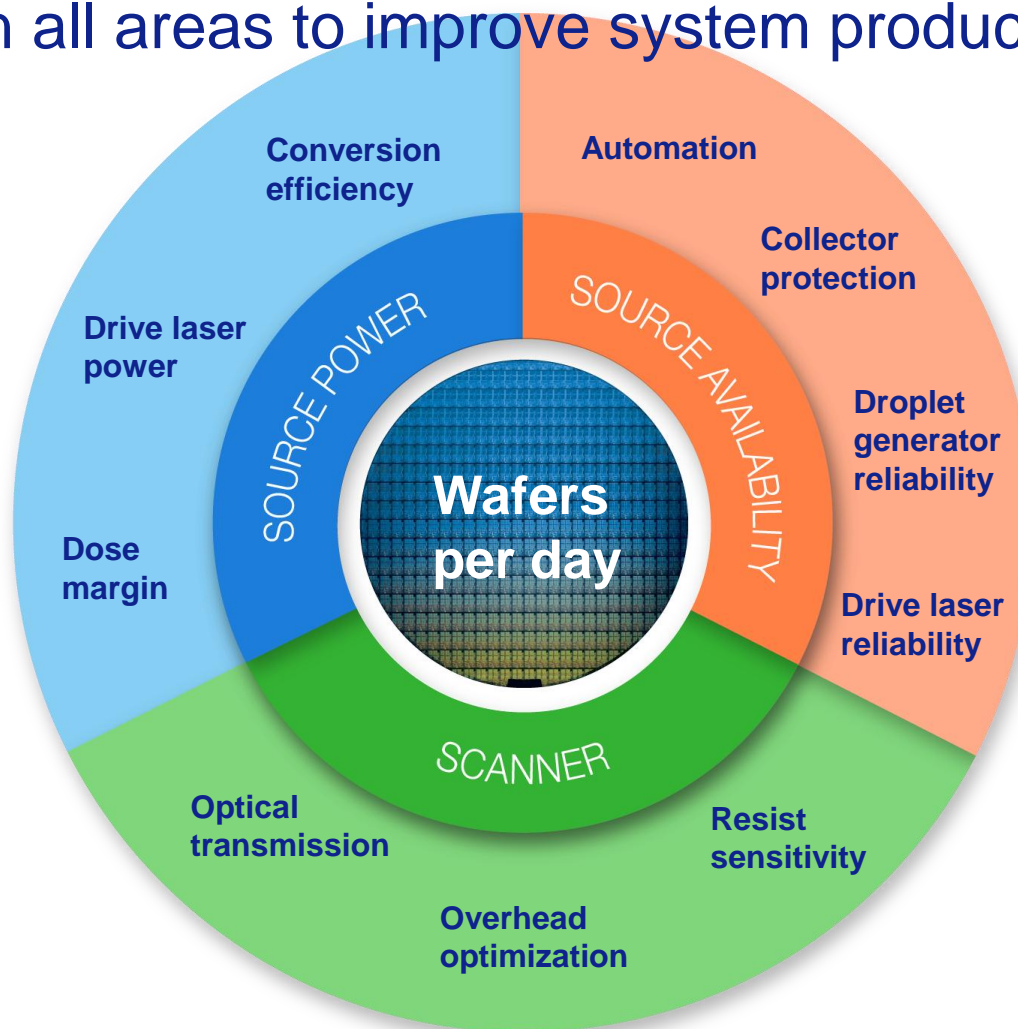 all areas to improve system
Conversion
efficiency
Automation
Collector
protection
Drive laser
power
SOURCE POWER
SOURCE AVAILABILITY
Droplet
generator
reliability
Wafers
per day
Dose
margin
Drive laser
reliability
SCANNER
Optical
transmission
Resist
sensitivity
Overhead
optimization